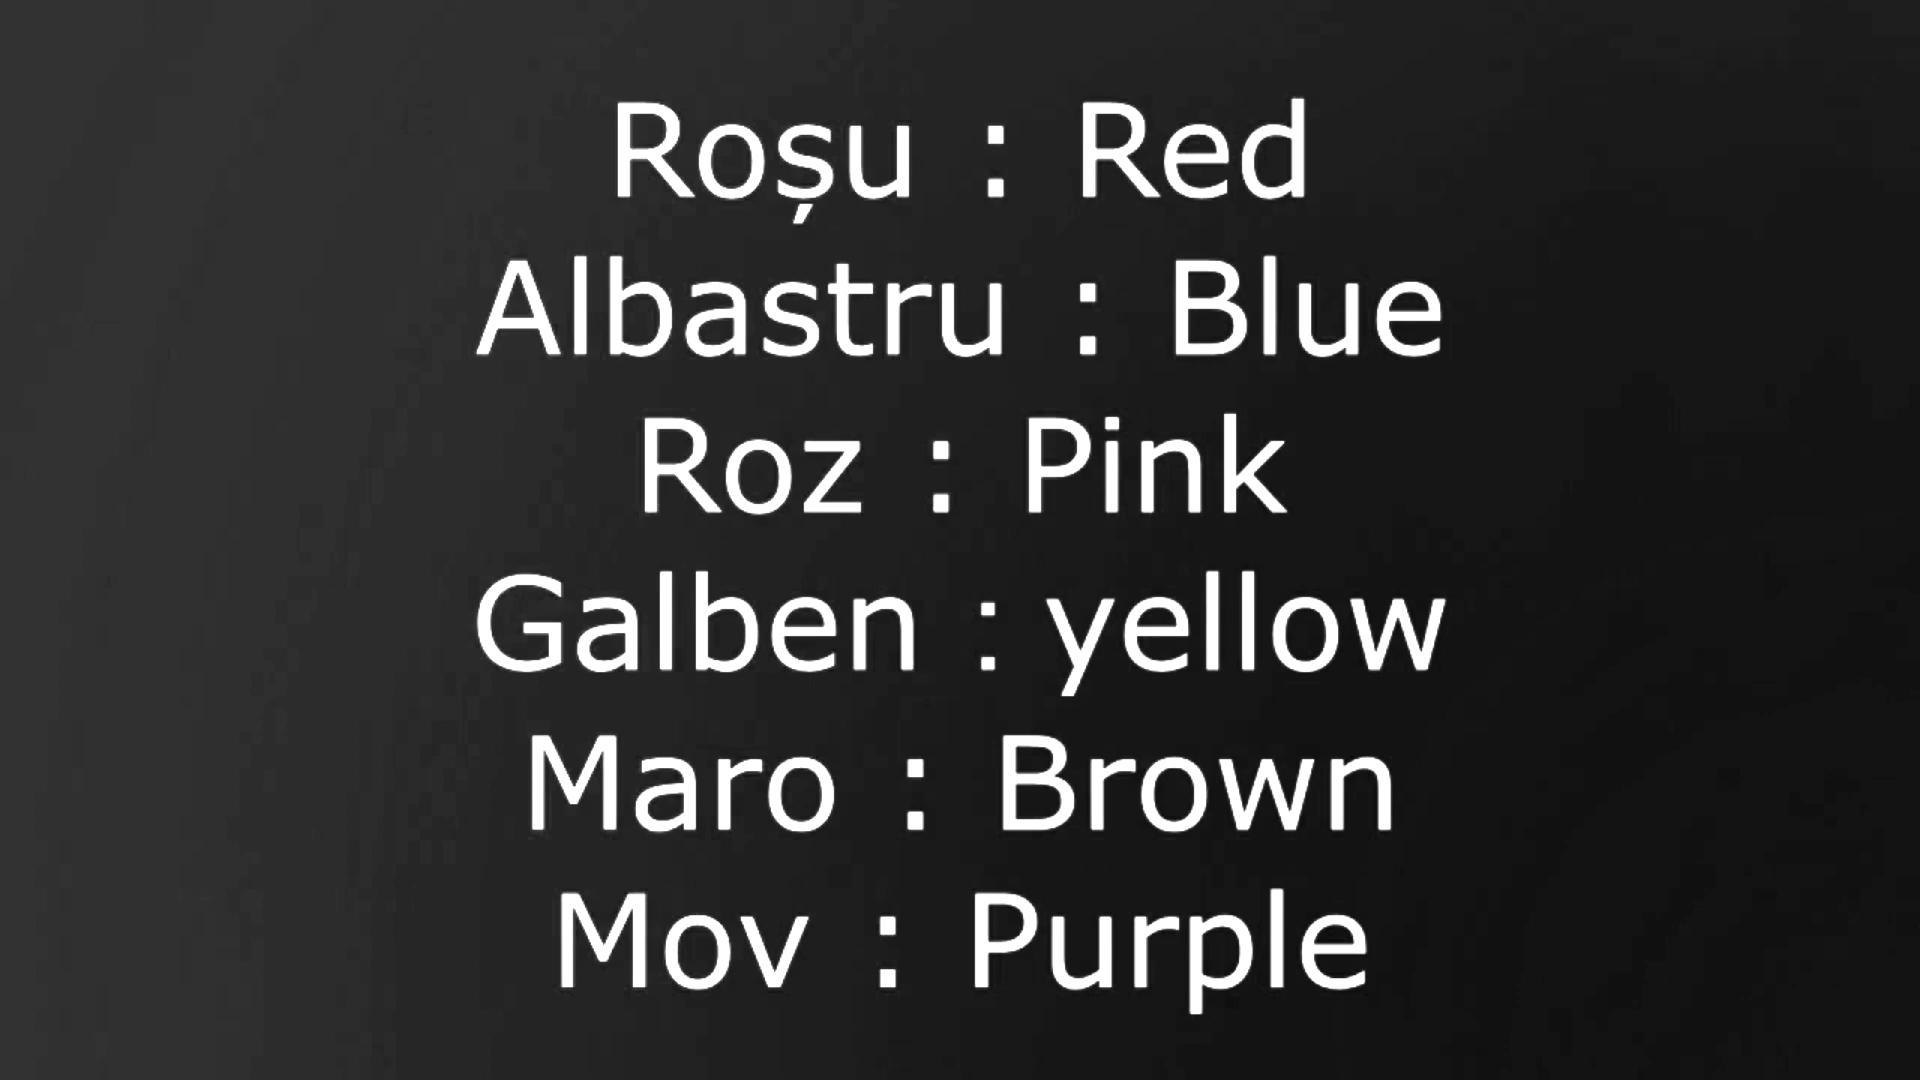 Roșu : Red
Albastru : Blue
Roz : Pink
Galben : yellow
Maro : Brown
Mov : Purple